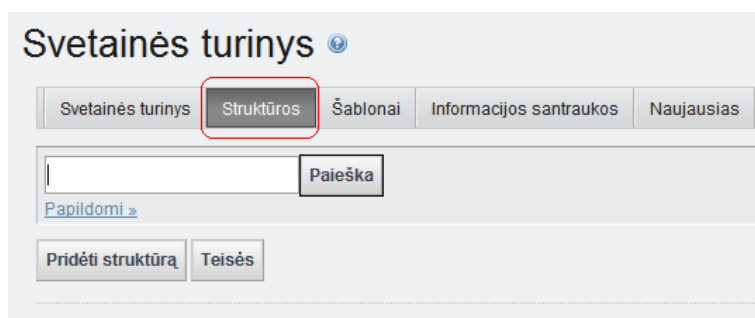 Svetainės turinys
Svetainės turinys Struktūros Šablonai Informacijos santraukos Naujausias
Paieška
Papildomi »
Pridėti struktūrą Teisės